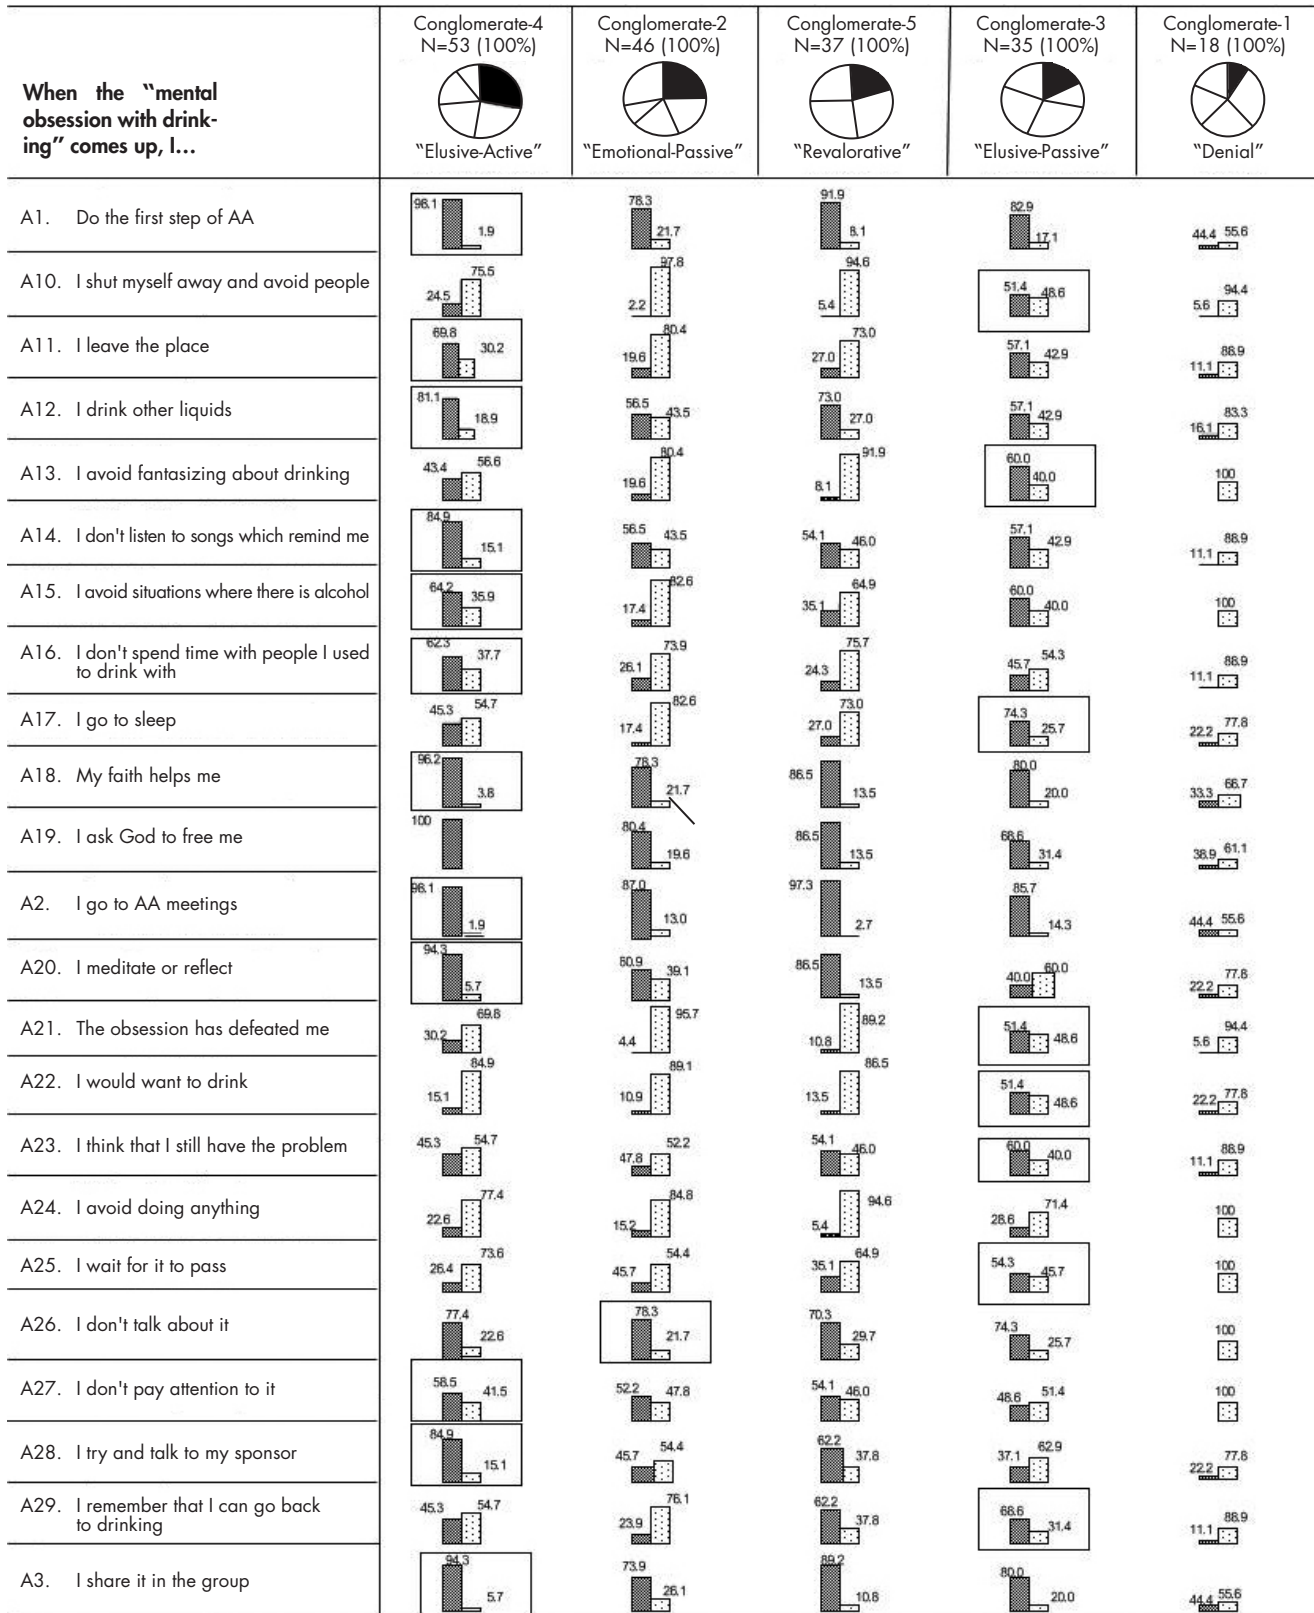 Conglomerate-4 Conglomerate-2 Conglomerate-5 Conglomerate-3 Conglomerate-1
N=53 (100%) N=46 (100%) N=37 (100%) N=35 (100%) N=18 (100%)
When the "mental
obsession with drink-
ing" comes up, I...
"Elusive-Active" "Emotional-Passive" "Revalorative" "Elusive-Passive" "Denial"
A1. Do the first step of AA 98.1 1.9 78.3 21.7 91.9 8.1 82.9 17.1 44.4 55.6
A10. I shut myself away and avoid people 24.5 75.5 2.2 97.8 5.4 94.6 51.4 48.6 5.6 94.4
A11. I leave the place 69.8 30.2 19.6 80.4 27.0 73.0 57.1 42.9 11.1 88.9
A12. I drink other liquids 81.1 18.9 56.5 43.5 73.0 27.0 57.1 42.9 16.1 83.3
A13. I avoid fantasizing about drinking 43.4 56.6 19.6 80.4 8.1 91.9 60.0 40.0 100
A14. I don't listen to songs which remind me 84.9 15.1 56.5 43.5 54.1 46.0 57.1 42.9 11.1 88.9
A15. I avoid situations where there is alcohol 64.2 35.9 17.4 82.6 35.1 64.9 60.0 40.0 100
A16. I don't spend time with people I used 62.3 37.7 26.1 73.9 24.3 75.7 45.7 54.3 11.1 88.9
to drink with
A17. I go to sleep 45.3 54.7 17.4 82.6 27.0 73.0 74.3 25.7 22.2 77.8
A18. My faith helps me 96.2 3.8 78.3 21.7 86.5 13.5 80.0 20.0 33.3 66.7
A19. I ask God to free me 100 80.4 19.6 86.5 13.5 68.6 31.4 38.9 61.1
A2. I go to AA meetings 98.1 1.9 87.0 13.0 97.3 2.7 85.7 14.3 44.4 55.6
A20. I meditate or reflect 94.3 5.7 60.9 39.1 86.5 13.5 40.0 60.0 22.2 77.8
A21. The obsession has defeated me 30.2 69.8 4.4 95.7 10.8 89.2 51.4 48.6 5.6 94.4
A22. I would want to drink 15.1 84.9 10.9 89.1 13.5 86.5 51.4 48.6 22.2 77.8
A23. I think that I still have the problem 45.3 54.7 47.8 52.2 54.1 46.0 60.0 40.0 11.1 88.9
A24. I avoid doing anything 22.6 77.4 15.2 84.8 5.4 94.6 28.6 71.4 100
A25. I wait for it to pass 26.4 73.6 45.7 54.4 35.1 64.9 54.3 45.7 100
A26. I don't talk about it 77.4 22.6 78.3 21.7 70.3 29.7 74.3 25.7 100
A27. I don't pay attention to it 58.5 41.5 52.2 47.8 54.1 46.0 48.6 51.4 100
A28. I try and talk to my sponsor 84.9 15.1 45.7 54.4 62.2 37.8 37.1 62.9 22.2 77.8
A29. I remember that I can go back 45.3 54.7 23.9 76.1 62.2 37.8 68.6 31.4 11.1 88.9
to drinking
A3. I share it in the group 94.3 5.7 73.9 26.1 89.2 10.8 80.0 20.0 44.4 55.6